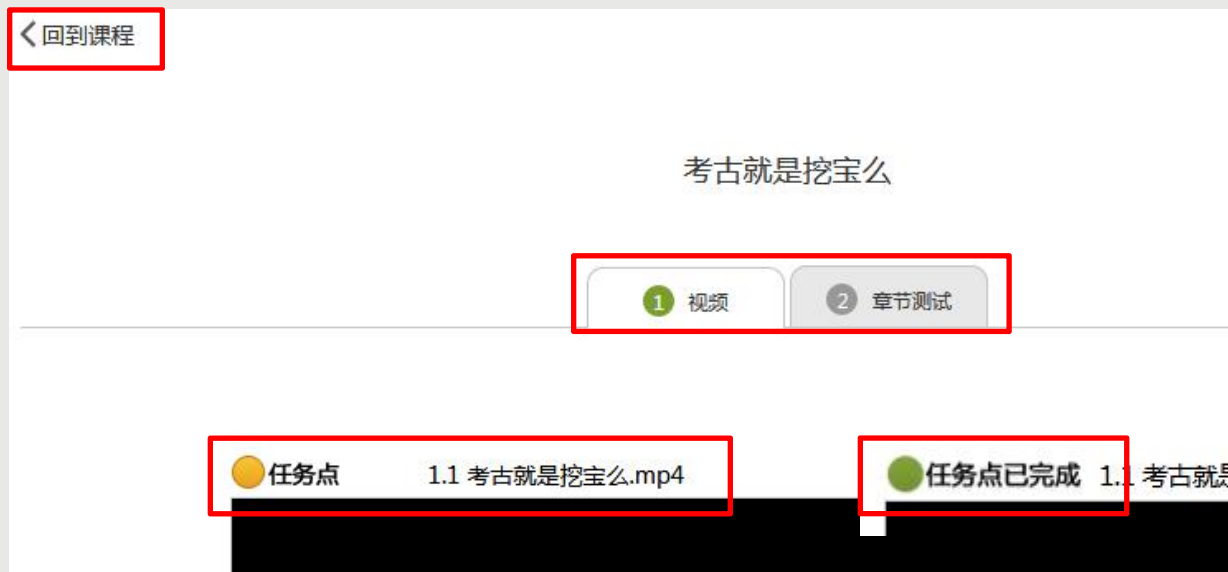 回到课程
考古就是挖宝么
1 视频 2 章节测试
任务点 1.1 考古就是挖宝么.mp4 任务点已完成 1.1 考古就是